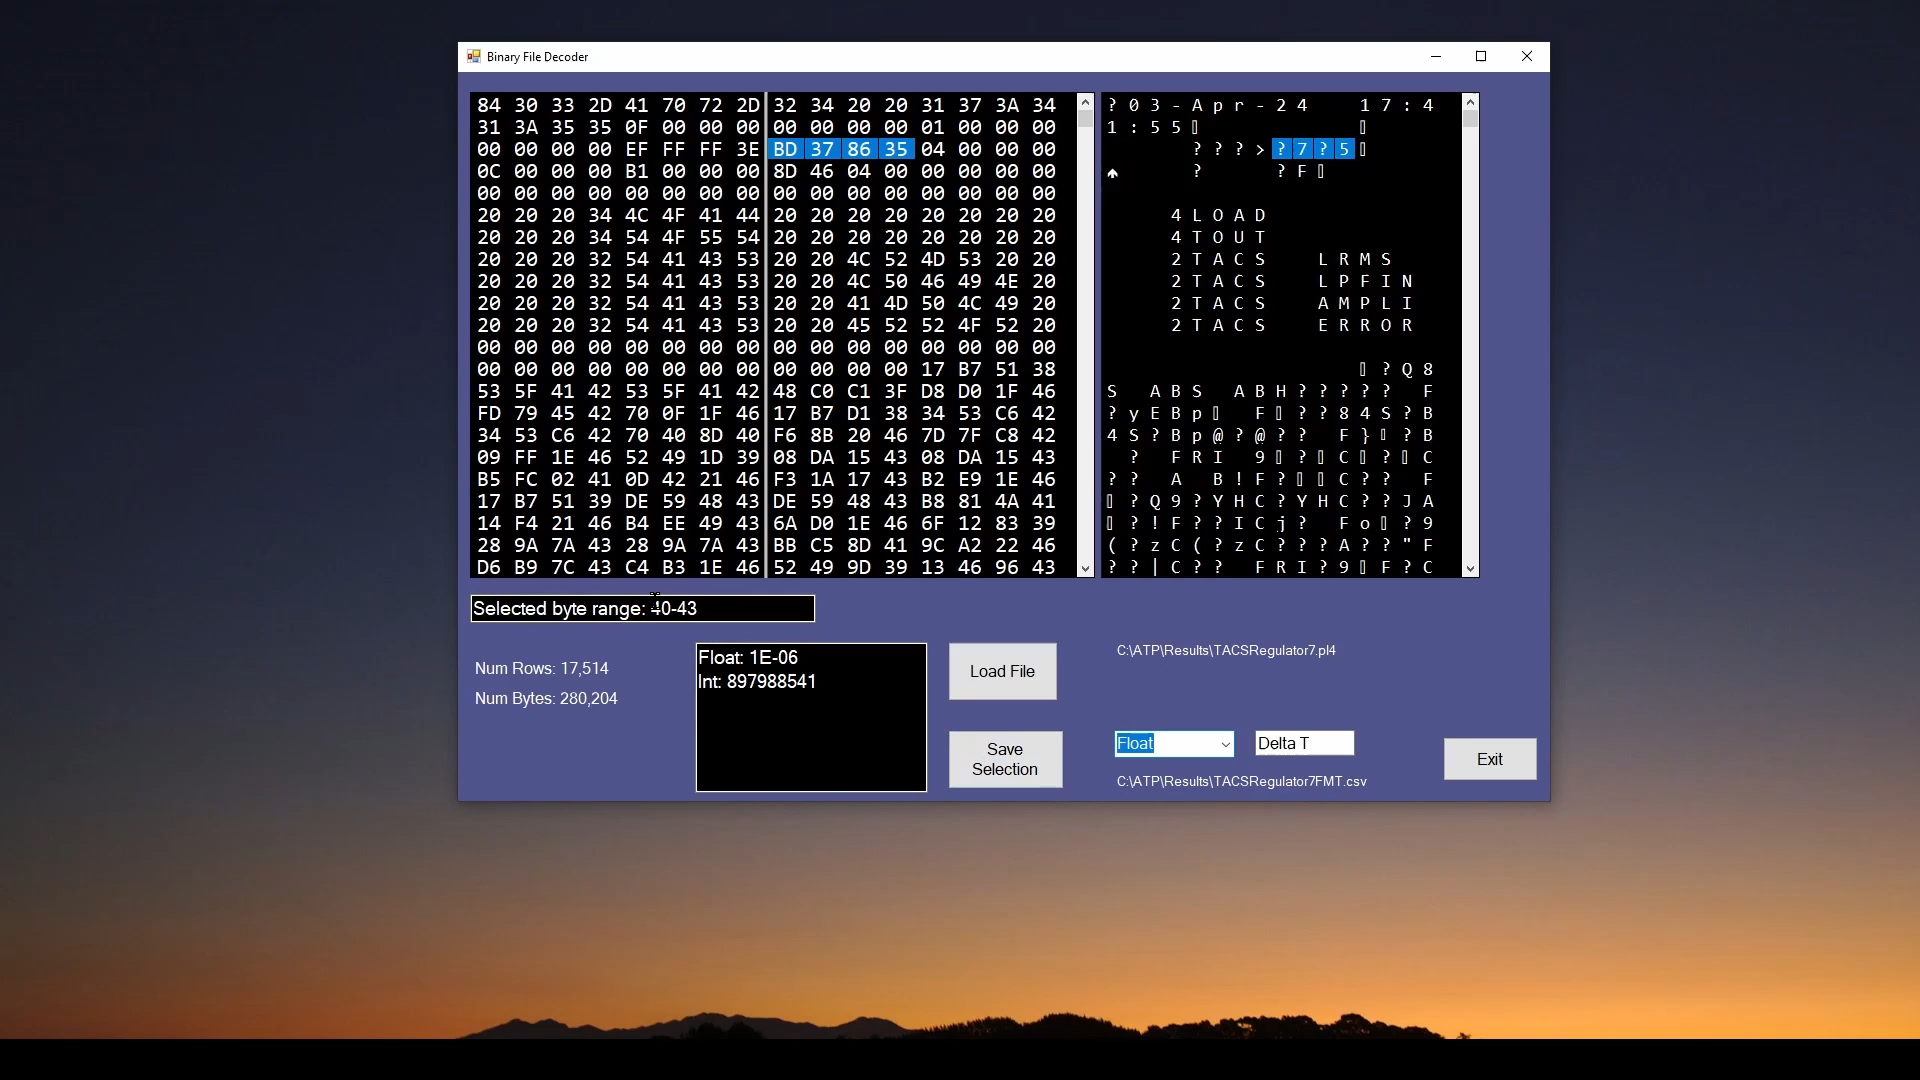 Binary File Decoder
84 30 33 2D 41 70 72 2D 32 34 20 20 31 37 3A 34
31 3A 35 35 0F 00 00 00 00 00 00 00 01 00 00 00
00 00 00 00 EF FF FF 3E BD 37 86 35 04 00 00 00
0C 00 00 00 B1 00 00 00 8D 46 04 00 00 00 00 00
00 00 00 00 00 00 00 00 00 00 00 00 00 00 00 00
20 20 20 34 4C 4F 41 44 20 20 20 20 20 20 20 20
20 20 20 34 54 4F 55 54 20 20 20 20 20 20 20 20
20 20 20 32 54 41 43 53 20 20 4C 52 4D 53 20 20
20 20 20 32 54 41 43 53 20 20 4C 50 46 49 4E 20
20 20 20 32 54 41 43 53 20 20 41 4D 50 4C 49 20
20 20 20 32 54 41 43 53 20 20 45 52 52 4F 52 20
00 00 00 00 00 00 00 00 00 00 00 00 00 00 00 00
00 00 00 00 00 00 00 00 00 00 00 00 17 B7 51 38
53 5F 41 42 53 5F 41 42 48 C0 C1 3F D8 D0 1F 46
FD 79 45 42 70 0F 1F 46 17 B7 D1 38 34 53 C6 42
34 53 C6 42 70 40 8D 40 F6 8B 20 46 7D 7F C8 42
09 FF 1E 46 52 49 1D 39 08 DA 15 43 08 DA 15 43
B5 FC 02 41 0D 42 21 46 F3 1A 17 43 B2 E9 1E 46
17 B7 51 39 DE 59 48 43 DE 59 48 43 B8 81 4A 41
14 F4 21 46 B4 EE 49 43 6A D0 1E 46 6F 12 83 39
28 9A 7A 43 28 9A 7A 43 BB C5 8D 41 9C A2 22 46
D6 B9 7C 43 C4 B3 1E 46 52 49 9D 39 13 46 96 43
? 0 3 - A p r - 2 4 1 7 : 4
1 : 5 5 ▯ ▯
? ? ? > ? 7 ? 5 ▯
? ? F ▯
4 L O A D
4 T O U T
2 T A C S L R M S
2 T A C S L P F I N
2 T A C S A M P L I
2 T A C S E R R O R
▯ ? Q 8
S A B S A B H ? ? ? ? ? F
? y E B p ▯ F ▯ ? ? 8 4 S ? B
4 S ? B p @ ? @ ? ? F } ▯ ? B
? F R I 9 ▯ ? ▯ C ▯ ? ▯ C
? ? A B ! F ? ▯ ▯ C ? ? F
▯ ? Q 9 ? Y H C ? Y H C ? ? J A
▯ ? ! F ? ? I C j ? F o ▯ ? 9
( ? z C ( ? z C ? ? ? A ? ? " F
? ? | C ? ? F R I ? 9 ▯ F ? C
Selected byte range: 40-43
Num Rows: 17,514
Num Bytes: 280,204
Float: 1E-06
Int: 897988541
Load File
Save
Selection
C:\ATP\Results\TACSRegulator7.pl4
Float
Delta T
C:\ATP\Results\TACSRegulator7FMT.csv
Exit